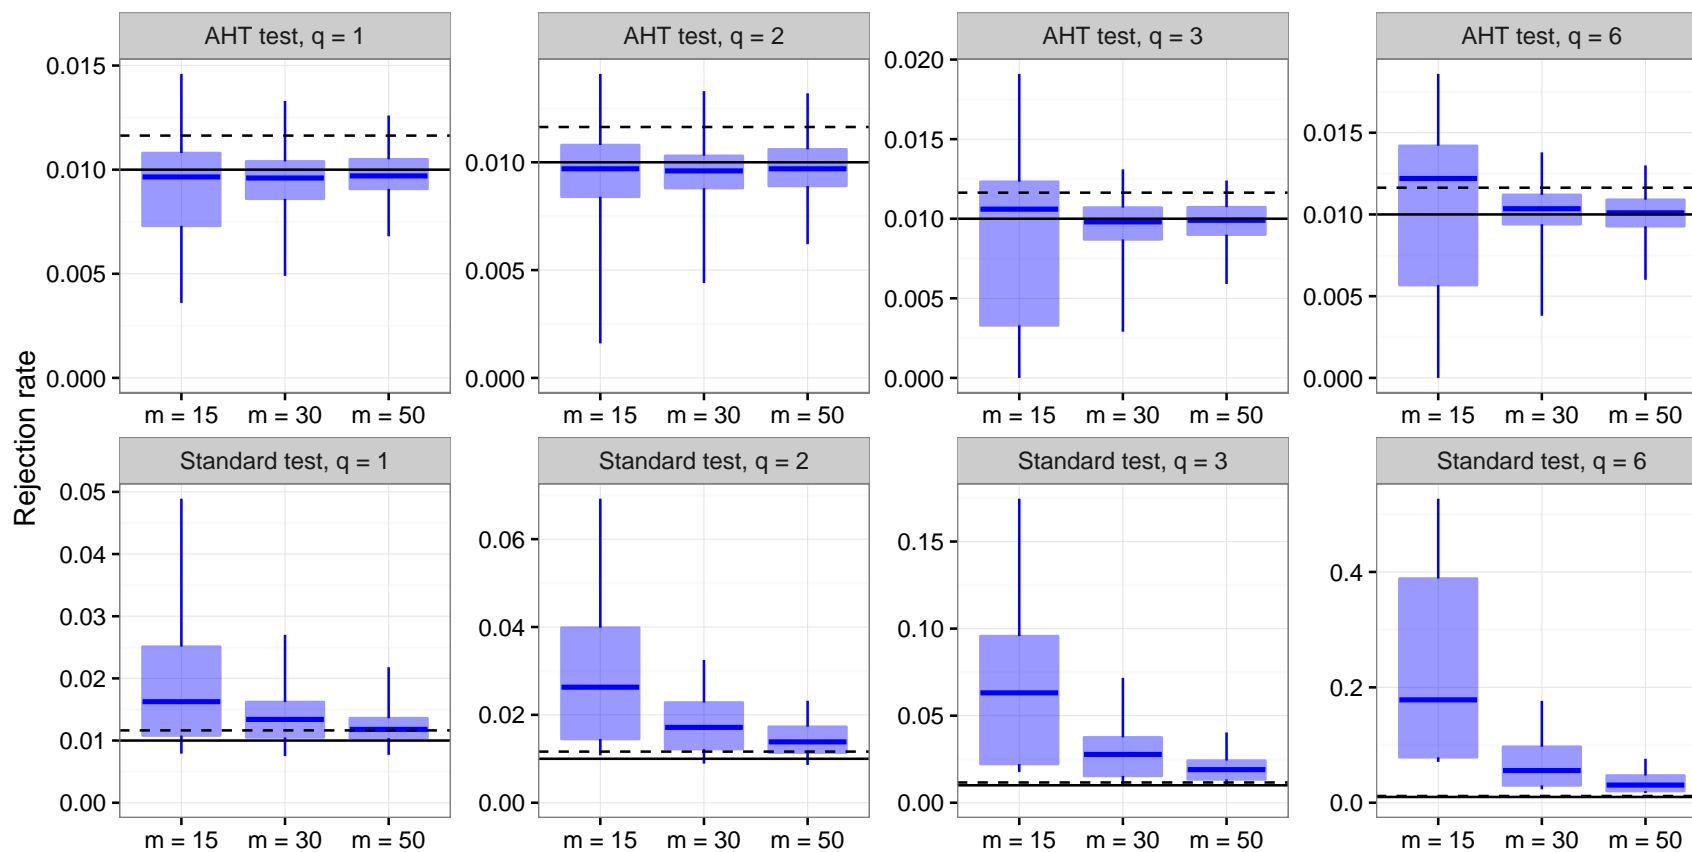 AHT test, q = 1
AHT test, q = 2
AHT test, q = 3
AHT test, q = 6
0.015
0.010
0.005
0.000
0.010
0.005
0.000
0.020
0.015
0.010
0.005
0.000
0.015
0.010
0.005
0.000
m = 15 m = 30 m = 50
m = 15 m = 30 m = 50
m = 15 m = 30 m = 50
m = 15 m = 30 m = 50
Rejection rate
Standard test, q = 1
Standard test, q = 2
Standard test, q = 3
Standard test, q = 6
0.05
0.04
0.03
0.02
0.01
0.00
0.06
0.04
0.02
0.00
0.15
0.10
0.05
0.00
0.4
0.2
0.0
m = 15 m = 30 m = 50
m = 15 m = 30 m = 50
m = 15 m = 30 m = 50
m = 15 m = 30 m = 50